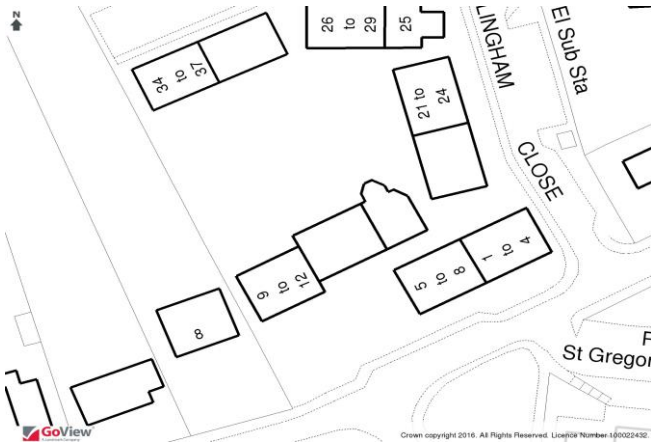 N
26
to
29
25
LINGHAM
El Sub Sta
34
to
37
21 to
24
CLOSE
9
to
12
5
to
8
1
to
4
8
F
St Gregor
GoView
Crown copyright 2016. All Rights Reserved. Licence Number 100022432.